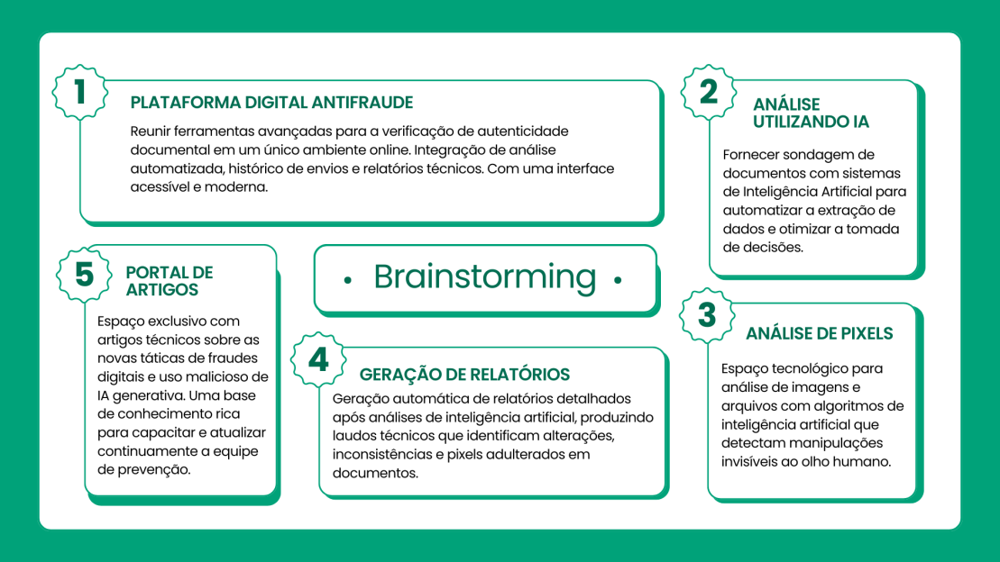 1
PLATAFORMA DIGITAL ANTIFRAUDE
Reunir ferramentas avançadas para a verificação de autenticidade
documental em um único ambiente online. Integração de análise
automatizada, histórico de envios e relatórios técnicos. Com uma interface
acessível e moderna.
2
ANÁLISE
UTILIZANDO IA
Fornecer sondagem de
documentos com sistemas
de Inteligência Artificial para
automatizar a extração de
dados e otimizar a tomada
de decisões.
• Brainstorming •
3
ANÁLISE DE PIXELS
Espaço tecnológico para
análise de imagens e
arquivos com algoritmos de
inteligência artificial que
detectam manipulações
invisíveis ao olho humano.
4
GERAÇÃO DE RELATÓRIOS
Geração automática de relatórios detalhados
após análises de inteligência artificial, produzindo
laudos técnicos que identificam alterações,
inconsistências e pixels adulterados em
documentos.
5
PORTAL DE
ARTIGOS
Espaço exclusivo com
artigos técnicos sobre as
novas táticas de fraudes
digitais e uso malicioso de
IA generativa. Uma base
de conhecimento rica
para capacitar e atualizar
continuamente a equipe
de prevenção.